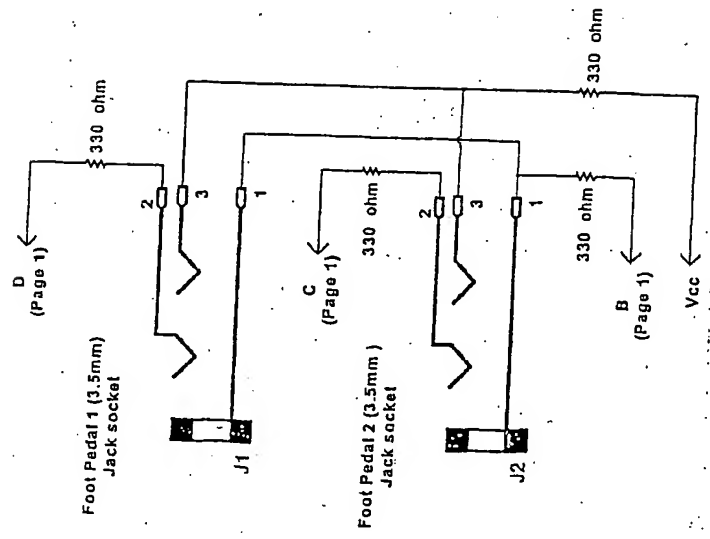 Foot Pedal 1 (3.5mm)
Jack socket
J1
D
(Page 1)
330 ohm
2
3
1
Foot Pedal 2 (3.5mm )
Jack socket
J2
C
(Page 1)
330 ohm
2
3
1
B
(Page 1)
330 ohm
Vcc
330 ohm